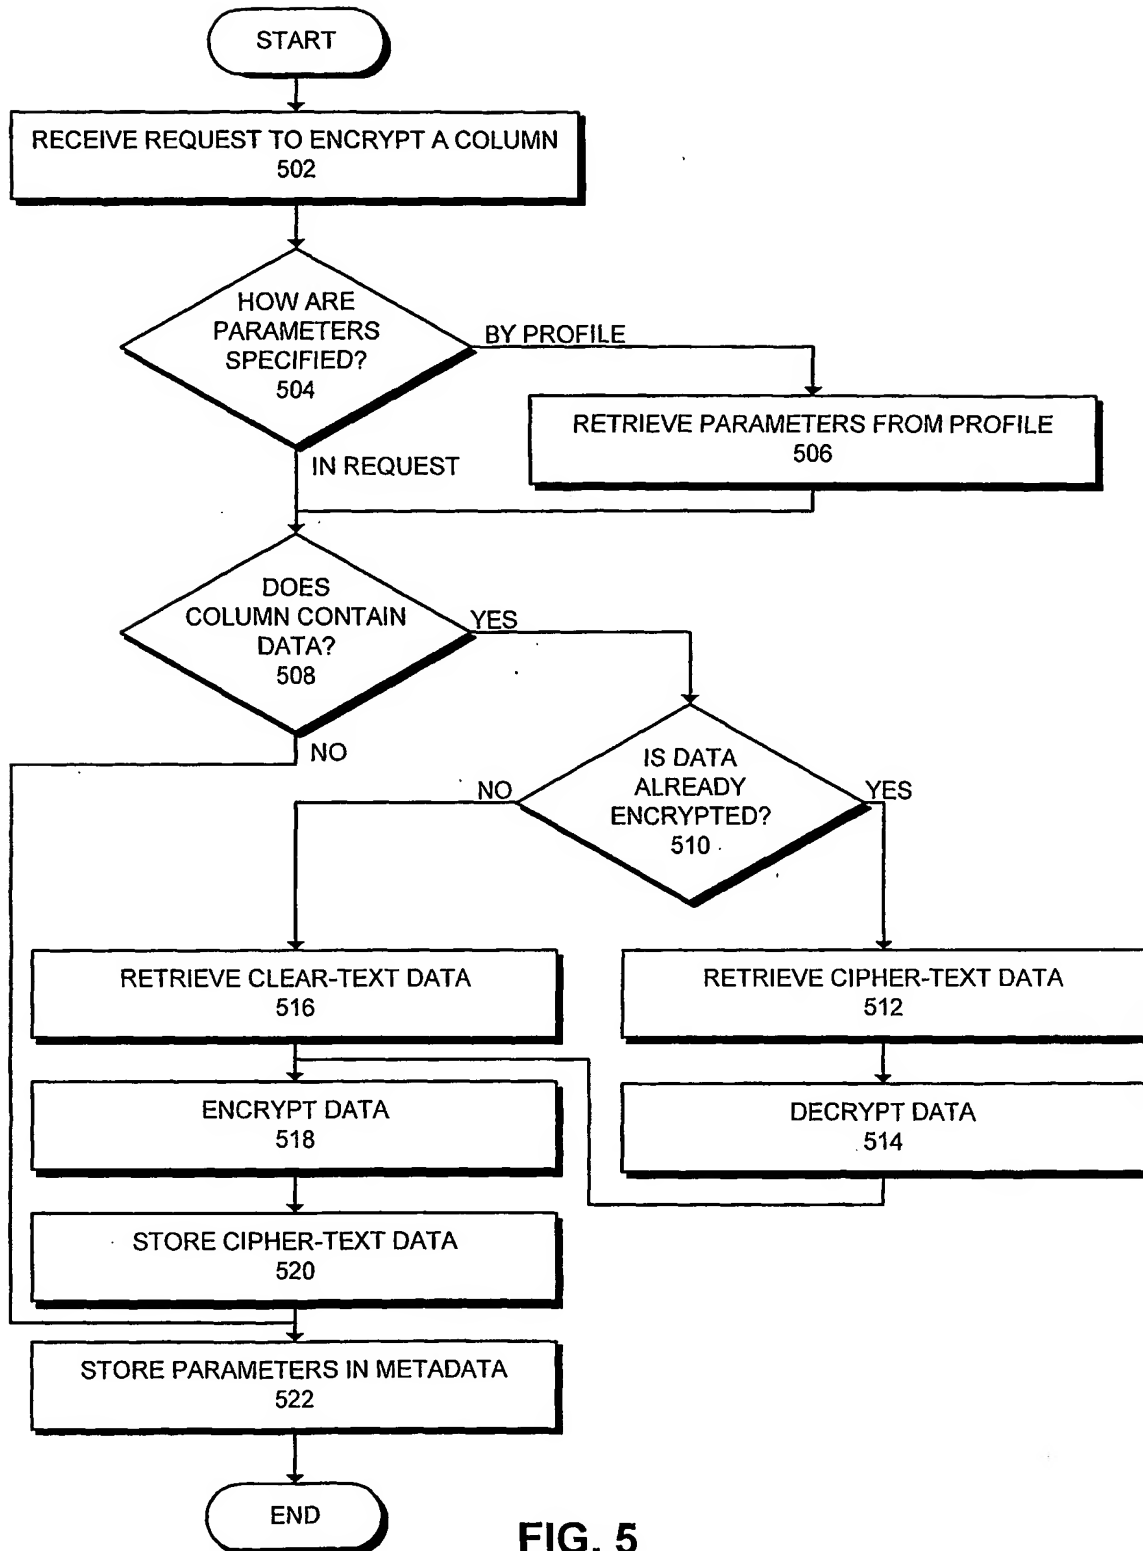 START
RECEIVE REQUEST TO ENCRYPT A COLUMN
502
HOW ARE
PARAMETERS
SPECIFIED?
504
BY PROFILE
RETRIEVE PARAMETERS FROM PROFILE
506
IN REQUEST
DOES
COLUMN CONTAIN
DATA?
508
YES
NO
IS DATA
ALREADY
ENCRYPTED?
510
NO
YES
RETRIEVE CLEAR-TEXT DATA
516
RETRIEVE CIPHER-TEXT DATA
512
ENCRYPT DATA
518
DECRYPT DATA
514
STORE CIPHER-TEXT DATA
520
STORE PARAMETERS IN METADATA
522
END
FIG. 5